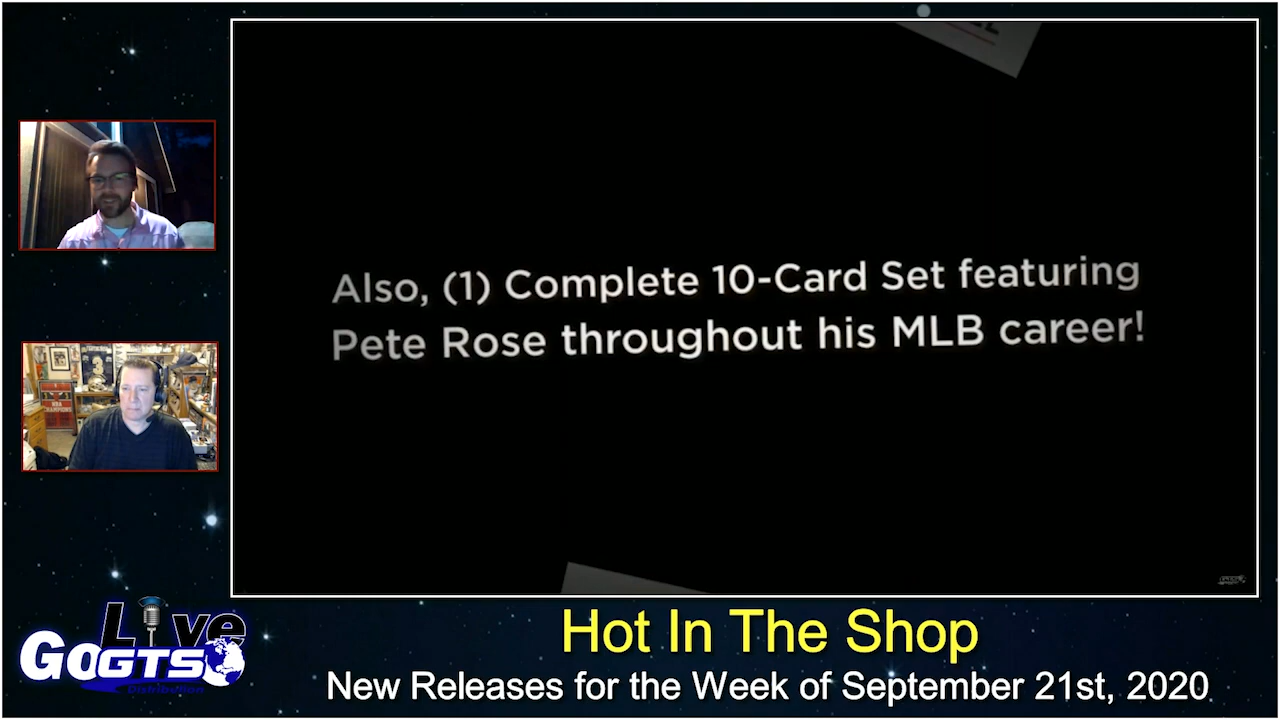 Also, (1) Complete 10-Card Set featuring
Pete Rose throughout his MLB career!
Hot In The Shop
New Releases for the Week of September 21st, 2020
Live
GoGTS
Distribution